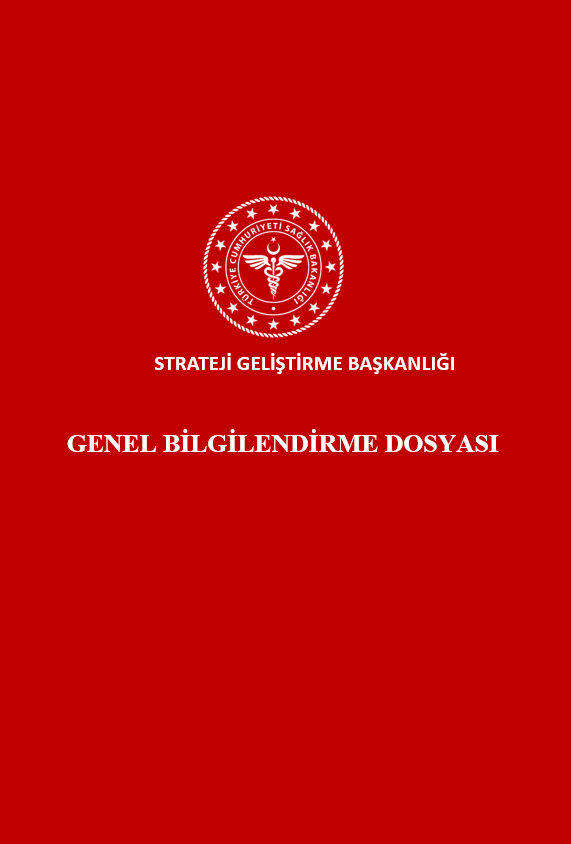 TÜRKİYE CUMHURİYETİ SAĞLIK BAKANLIĞI
STRATEJİ GELİŞTİRME BAŞKANLIĞI
GENEL BİLGİLENDİRME DOSYASI